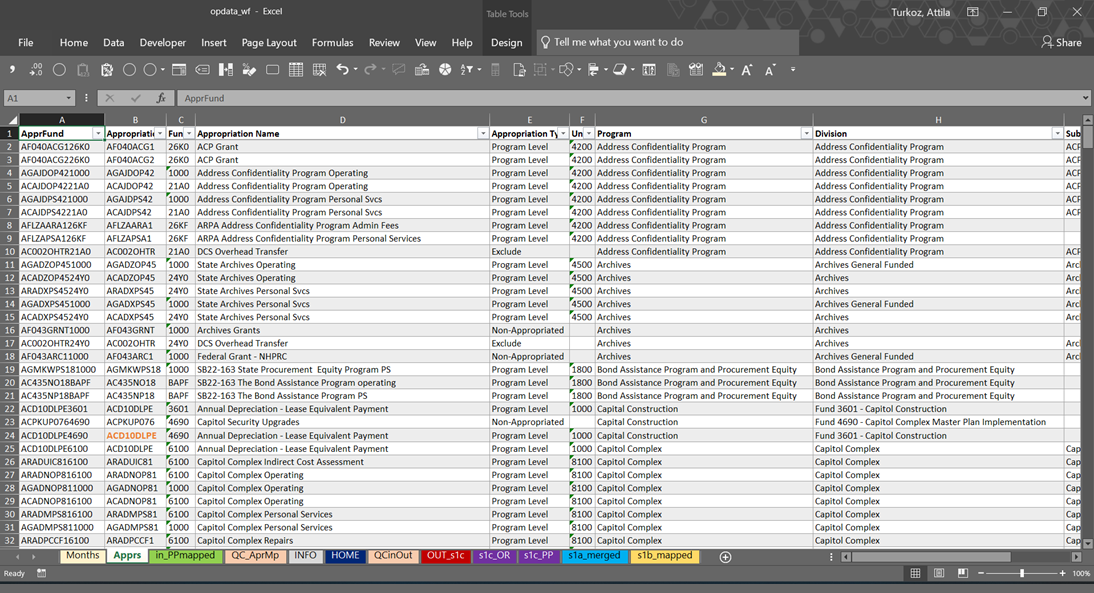 opdata_wf - Excel
Table Tools
Turkoz, Attila
File Home Data Developer Insert Page Layout Formulas Review View Help Design Tell me what you want to do Share
A1 fx ApprFund
A B C D E F G H
1 ApprFund Appropriatic Fun Appropriation Name Appropriation Ty Un Program Division Sub
2 AF040ACG126K0 AF040ACG1 26K0 ACP Grant Program Level 4200 Address Confidentiality Program Address Confidentiality Program ACP
3 AF040ACG226K0 AF040ACG2 26K0 ACP Grant Program Level 4200 Address Confidentiality Program Address Confidentiality Program ACP
4 AGAJDOP421000 AGAJDOP42 1000 Address Confidentiality Program Operating Program Level 4200 Address Confidentiality Program Address Confidentiality Program ACP
5 ACAJDOP4221A0 ACAJDOP42 21A0 Address Confidentiality Program Operating Program Level 4200 Address Confidentiality Program Address Confidentiality Program ACP
6 AGAJDPS421000 AGAJDPS42 1000 Address Confidentiality Program Personal Svcs Program Level 4200 Address Confidentiality Program Address Confidentiality Program ACP
7 ACAJDPS4221A0 ACAJDPS42 21A0 Address Confidentiality Program Personal Svcs Program Level 4200 Address Confidentiality Program Address Confidentiality Program ACP
8 AFLZAARA126KF AFLZAARA1 26KF ARPA Address Confidentiality Program Admin Fees Program Level 4200 Address Confidentiality Program Address Confidentiality Program
9 AFLZAPSA126KF AFLZAPSA1 26KF ARPA Address Confidentiality Program Personal Services Program Level 4200 Address Confidentiality Program Address Confidentiality Program
10 AC002OHTR21A0 AC002OHTR 21A0 DCS Overhead Transfer Exclude Address Confidentiality Program Address Confidentiality Program ACP
11 AGADZOP451000 AGADZOP45 1000 State Archives Operating Program Level 4500 Archives Archives General Funded Arc
12 ACADZOP4524Y0 ACADZOP45 24Y0 State Archives Operating Program Level 4500 Archives Archives Arc
13 ARADXPS4524Y0 ARADXPS45 24Y0 State Archives Personal Svcs Program Level 4500 Archives Archives Arc
14 AGADXPS451000 AGADXPS45 1000 State Archives Personal Svcs Program Level 4500 Archives Archives General Funded Arc
15 ACADXPS4524Y0 ACADXPS45 24Y0 State Archives Personal Svcs Program Level 4500 Archives Archives Arc
16 AF043GRNT1000 AF043GRNT 1000 Archives Grants Non-Appropriated Archives Archives
17 AC002OHTR24Y0 AC002OHTR 24Y0 DCS Overhead Transfer Exclude Archives Archives Arc
18 AF043ARC11000 AF043ARC1 1000 Federal Grant - NHPRC Non-Appropriated Archives Archives General Funded Arc
19 AGMKWPS181000 AGMKWPS18 1000 SB22-163 State Procurement Equity Program PS Program Level 1800 Bond Assistance Program and Procurement Equity Bond Assistance Program and Procurement Equity
20 AC435NO18BAPF AC435NO18 BAPF SB22-163 The Bond Assistance Program operating Program Level 1800 Bond Assistance Program and Procurement Equity Bond Assistance Program and Procurement Equity
21 AC435NP18BAPF AC435NP18 BAPF SB22-163 The Bond Assistance Program PS Program Level 1800 Bond Assistance Program and Procurement Equity Bond Assistance Program and Procurement Equity
22 ACD10DLPE3601 ACD10DLPE 3601 Annual Depreciation - Lease Equivalent Payment Program Level 1000 Capital Construction Fund 3601 - Capitol Construction
23 ACPKUP0764690 ACPKUP076 4690 Capitol Security Upgrades Non-Appropriated Capital Construction Fund 4690 - Capitol Complex Master Plan Implementation
24 ACD10DLPE4690 ACD10DLPE 4690 Annual Depreciation - Lease Equivalent Payment Program Level 1000 Capital Construction Fund 3601 - Capitol Construction
25 ACD10DLPE6100 ACD10DLPE 6100 Annual Depreciation - Lease Equivalent Payment Program Level 1000 Capitol Complex Capitol Complex Cap
26 ARADUIC816100 ARADUIC81 6100 Capitol Complex Indirect Cost Assessment Program Level 8100 Capitol Complex Capitol Complex Cap
27 ARADNOP816100 ARADNOP81 6100 Capitol Complex Operating Program Level 8100 Capitol Complex Capitol Complex Cap
28 AGADNOP811000 AGADNOP81 1000 Capitol Complex Operating Program Level 8100 Capitol Complex Capitol Complex Cap
29 ACADNOP816100 ACADNOP81 6100 Capitol Complex Operating Program Level 8100 Capitol Complex Capitol Complex Cap
30 ARADMPS816100 ARADMPS81 6100 Capitol Complex Personal Services Program Level 8100 Capitol Complex Capitol Complex Cap
31 AGADMPS811000 AGADMPS81 1000 Capitol Complex Personal Services Program Level 8100 Capitol Complex Capitol Complex Cap
32 ARADPCCF16100 ARADPCCF1 6100 Capitol Complex Repairs Program Level 8100 Capitol Complex Capitol Complex Cap
Months Apprs in_PPmapped QC_AprMp INFO HOME QCinOut OUT_s1c s1c_OR s1c_PP s1a_merged s1b_mapped
Ready 100%